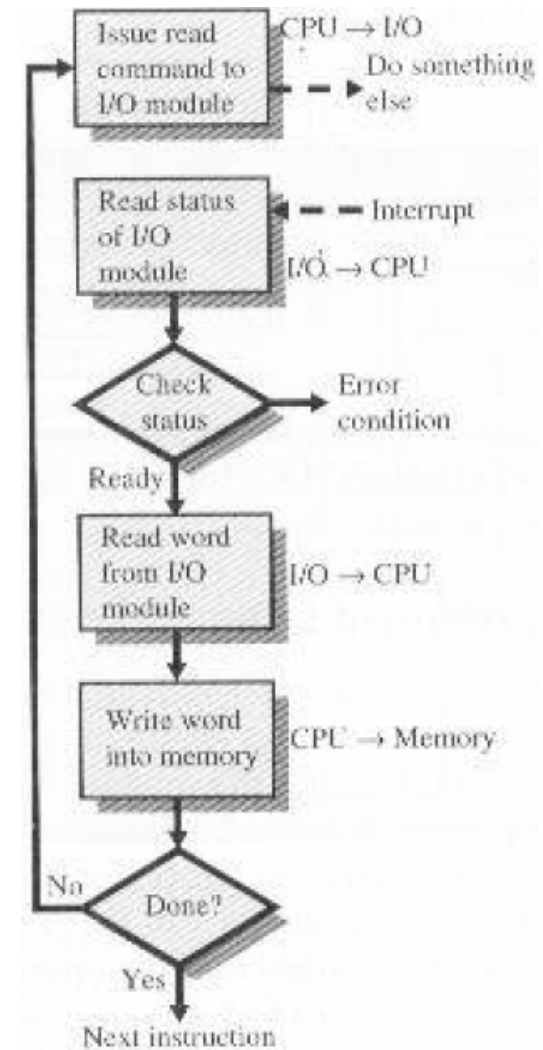 Issue read
command to
I/O module
CPU → I/O
Do something
else
Read status
of I/O
module
Interrupt
I/O → CPU
Check
status
Error
condition
Ready
Read word
from I/O
module
I/O → CPU
Write word
into memory
CPU → Memory
No
Done?
Yes
Next instruction